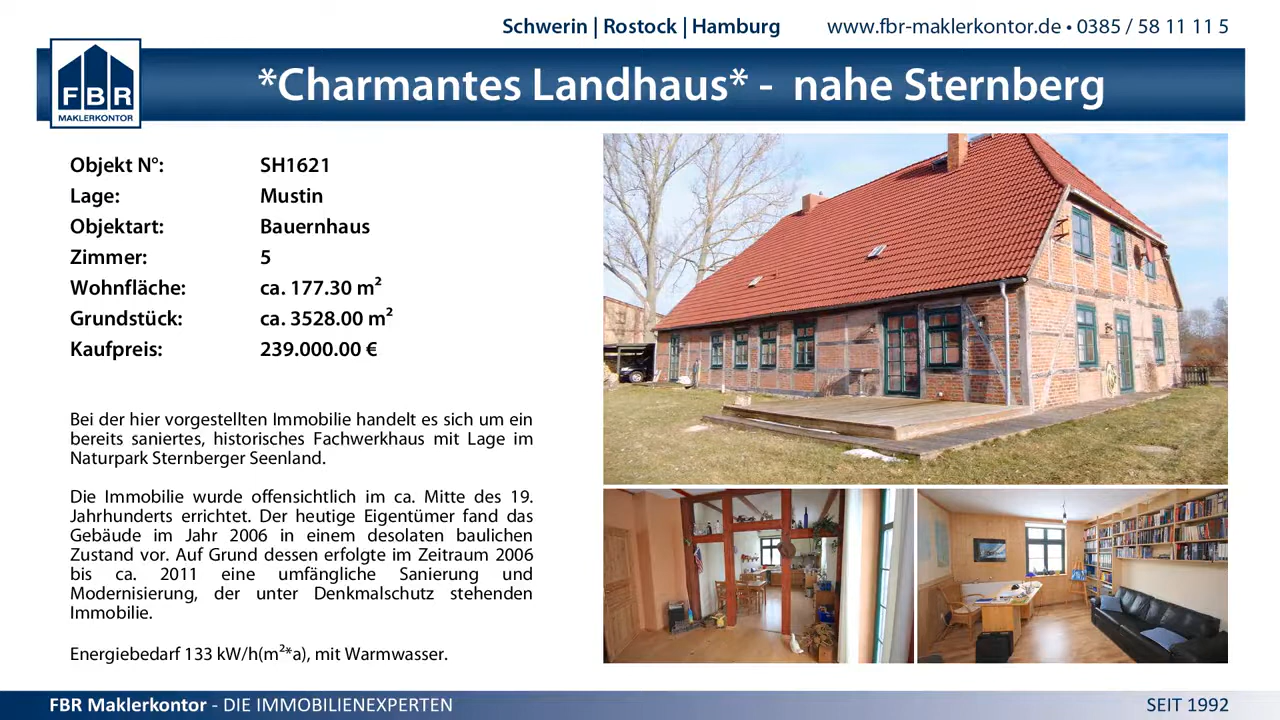 Schwerin | Rostock | Hamburg www.fbr-maklerkontor.de • 0385 / 58 11 11 5
FBR
MAKLERKONTOR
*Charmantes Landhaus* - nahe Sternberg
Objekt N°: SH1621
Lage: Mustin
Objektart: Bauernhaus
Zimmer: 5
Wohnfläche: ca. 177.30 m²
Grundstück: ca. 3528.00 m²
Kaufpreis: 239.000.00 €
Bei der hier vorgestellten Immobilie handelt es sich um ein
bereits saniertes, historisches Fachwerkhaus mit Lage im
Naturpark Sternberger Seenland.
Die Immobilie wurde offensichtlich im ca. Mitte des 19.
Jahrhunderts errichtet. Der heutige Eigentümer fand das
Gebäude im Jahr 2006 in einem desolaten baulichen
Zustand vor. Auf Grund dessen erfolgte im Zeitraum 2006
bis ca. 2011 eine umfängliche Sanierung und
Modernisierung, der unter Denkmalschutz stehenden
Immobilie.
Energiebedarf 133 kW/h(m²*a), mit Warmwasser.
FBR Maklerkontor - DIE IMMOBILIENEXPERTEN SEIT 1992